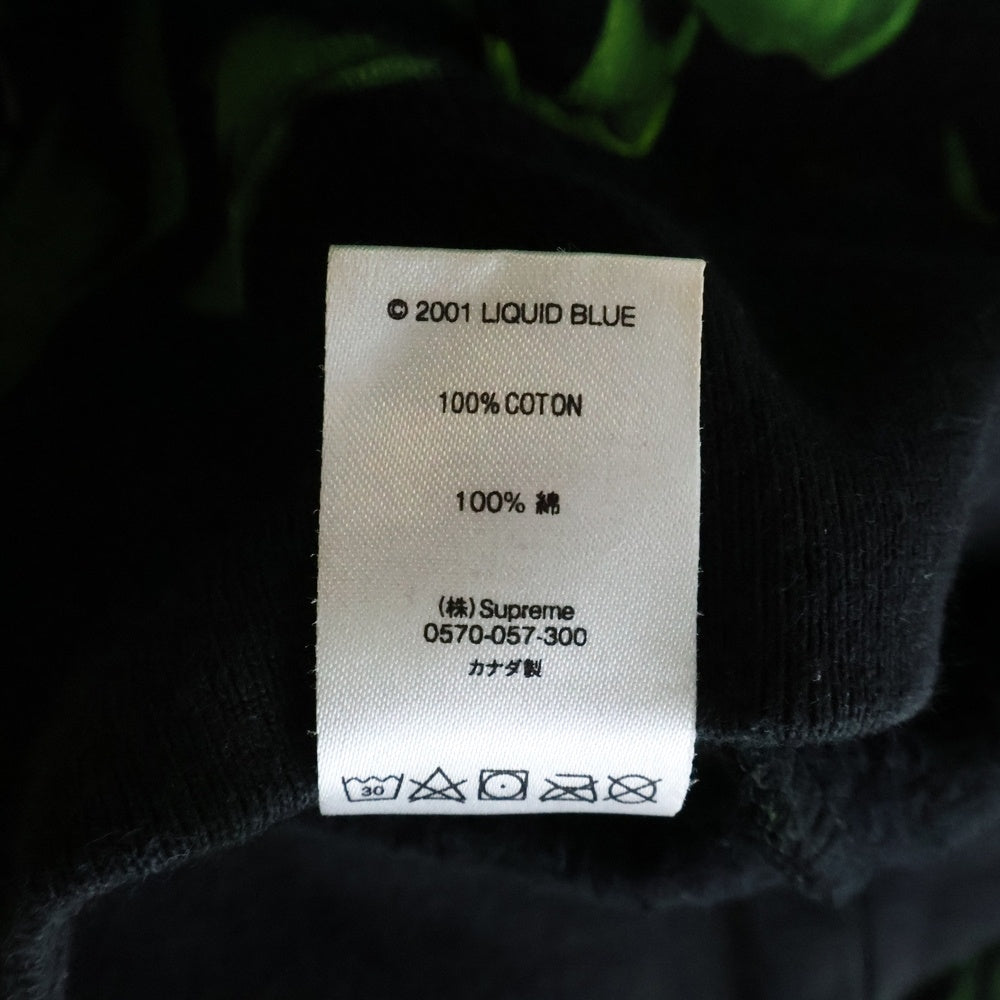 © 2001 LIQUID BLUE
100% COTON
100% 綿
(株) Supreme
0570-057-300
カナダ製
30